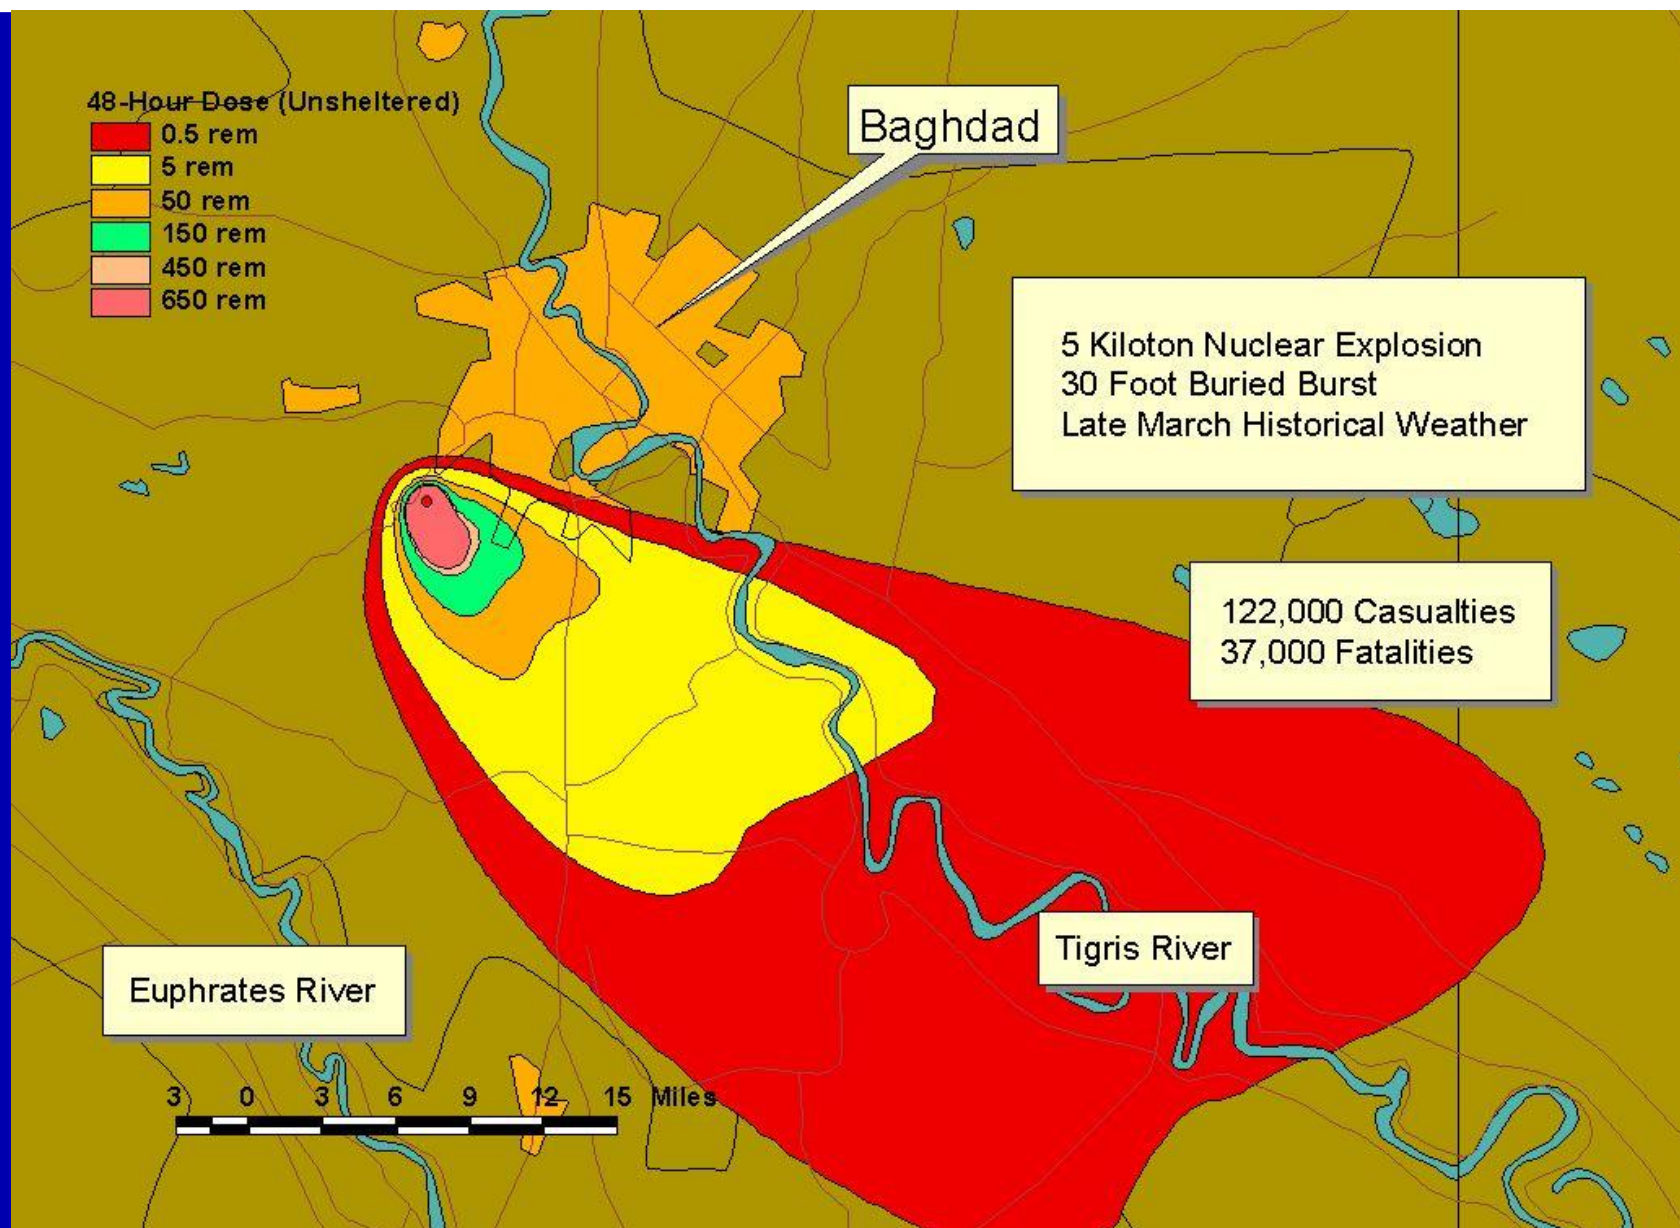 48-Hour Dose (Unsheltered)
0.5 rem
5 rem
50 rem
150 rem
450 rem
650 rem
Baghdad
5 Kiloton Nuclear Explosion
30 Foot Buried Burst
Late March Historical Weather
122,000 Casualties
37,000 Fatalities
Tigris River
Euphrates River
3 0 3 6 9 12 15 Miles